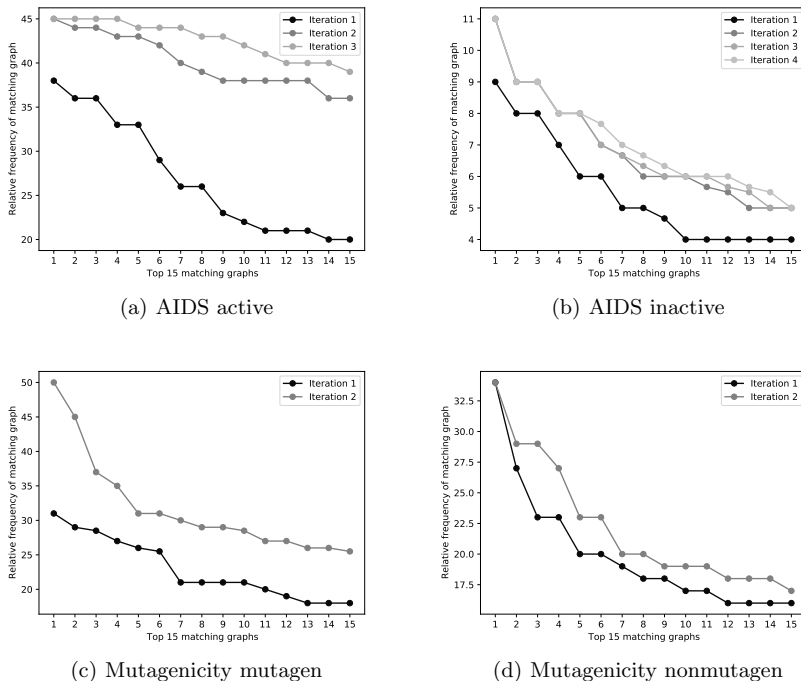 45
40
35
30
25
20
Relative frequency of matching graph
Iteration 1
Iteration 2
Iteration 3
1 2 3 4 5 6 7 8 9 10 11 12 13 14 15
Top 15 matching graphs
(a) AIDS active
11
10
9
8
7
6
5
4
Relative frequency of matching graph
Iteration 1
Iteration 2
Iteration 3
Iteration 4
1 2 3 4 5 6 7 8 9 10 11 12 13 14 15
Top 15 matching graphs
(b) AIDS inactive
50
45
40
35
30
25
20
Relative frequency of matching graph
Iteration 1
Iteration 2
1 2 3 4 5 6 7 8 9 10 11 12 13 14 15
Top 15 matching graphs
(c) Mutagenicity mutagen
32.5
30.0
27.5
25.0
22.5
20.0
17.5
Relative frequency of matching graph
Iteration 1
Iteration 2
1 2 3 4 5 6 7 8 9 10 11 12 13 14 15
Top 15 matching graphs
(d) Mutagenicity nonmutagen